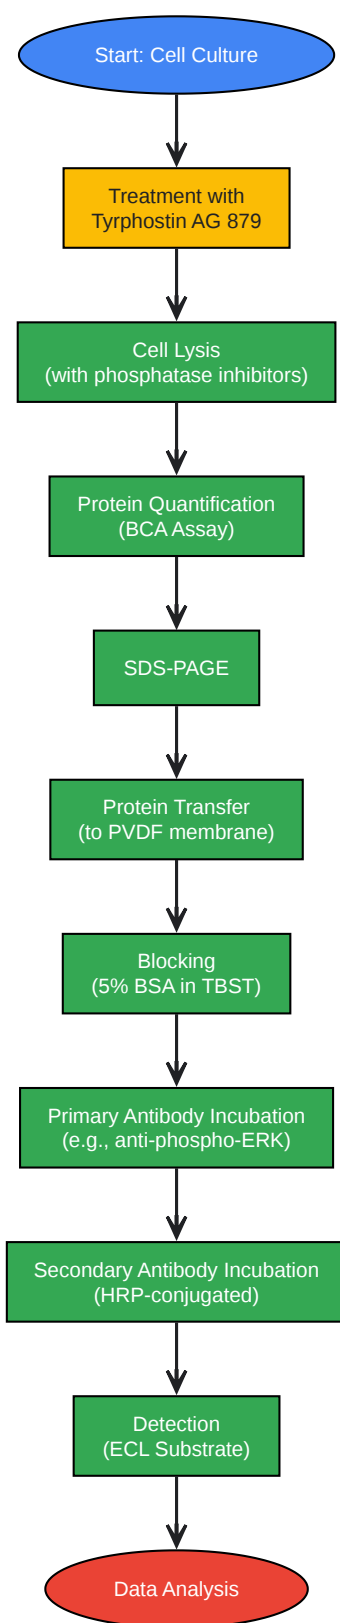 Start: Cell Culture
Treatment with
Tyrphostin AG 879
Cell Lysis
(with phosphatase inhibitors)
Protein Quantification
(BCA Assay)
SDS-PAGE
Protein Transfer
(to PVDF membrane)
Blocking
(5% BSA in TBST)
Primary Antibody Incubation
(e.g., anti-phospho-ERK)
Secondary Antibody Incubation
(HRP-conjugated)
Detection
(ECL Substrate)
Data Analysis